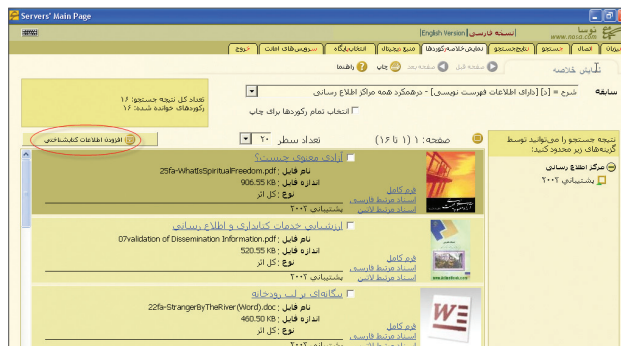 Servers' Main Page
نوسا
www.nosa.com
نسخه فارسی | English Version
میزبان | اتصال | جستجو | نتایج جستجو | نمایش خلاصه رکوردها | منبع دیجیتال | انتخاب پایگاه | سرویس های امانت | خروج
نمایش خلاصه
صفحه قبل صفحه بعد چاپ راهنما
سابقه شرح = [د] [دارای اطلاعات فهرست نویسی] - درهمکرد همه مراکز اطلاع رسانی
انتخاب تمام رکوردها برای چاپ
تعداد کل نتیجه جستجو: ۱۶
رکوردهای خوانده شده: ۱۶
نتیجه جستجو را می‌توانید توسط گزینه‌های زیر محدود کنید:
مرکز اطلاع رسانی
پشتیبانی ۲۰۰۲
صفحه: ۱ (۱ تا ۱۶) تعداد سطر ۲۰
افزودن اطلاعات کتابشناختی
آزادی معنوی چیست؟
نام فایل : 25fa-WhatIsSpiritualFreedom.pdf
اندازه فایل : 906.55 KB
نوع : کل اثر
پشتیبانی ۲۰۰۲
فرم کامل
اسناد مرتبط فارسی
اسناد مرتبط لاتین
ارزشیابی خدمات کتابداری و اطلاع رسانی
نام فایل : 07validation of Dissemination Information.pdf
اندازه فایل : 520.55 KB
نوع : کل اثر
پشتیبانی ۲۰۰۲
فرم کامل
اسناد مرتبط فارسی
اسناد مرتبط لاتین
بیگانه‌ای بر لب رودخانه
نام فایل : 22fa-StrangerByTheRiver(Word).doc
اندازه فایل : 460.50 KB
نوع : کل اثر
پشتیبانی ۲۰۰۲
فرم کامل
اسناد مرتبط فارسی
اسناد مرتبط لاتین